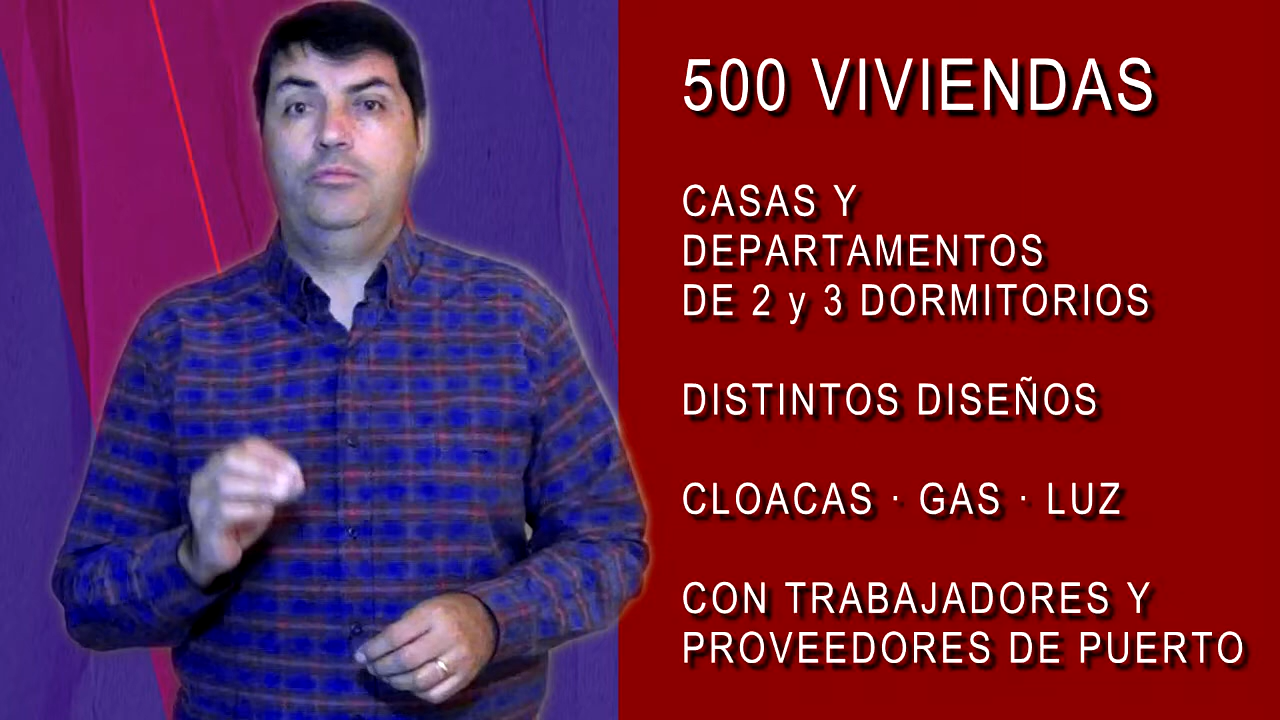 500 VIVIENDAS
CASAS Y
DEPARTAMENTOS
DE 2 y 3 DORMITORIOS
DISTINTOS DISEÑOS
CLOACAS · GAS · LUZ
CON TRABAJADORES Y
PROVEEDORES DE PUERTO